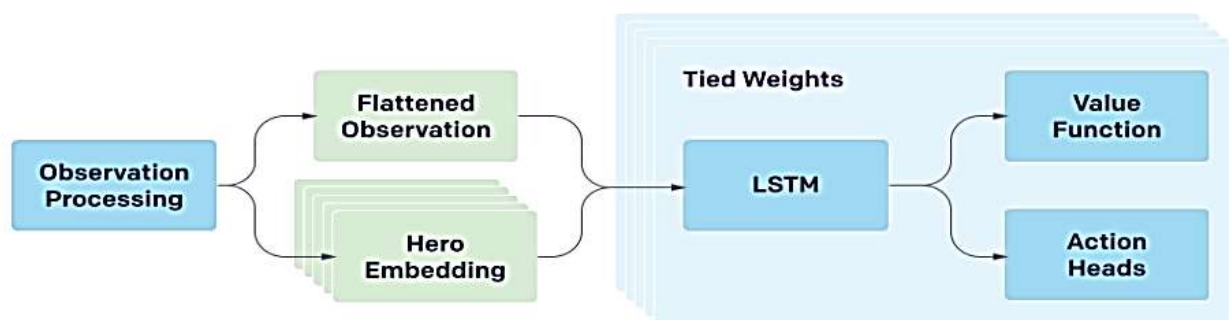 Observation
Processing
Flattened
Observation
Hero
Embedding
Tied Weights
LSTM
Value
Function
Action
Heads